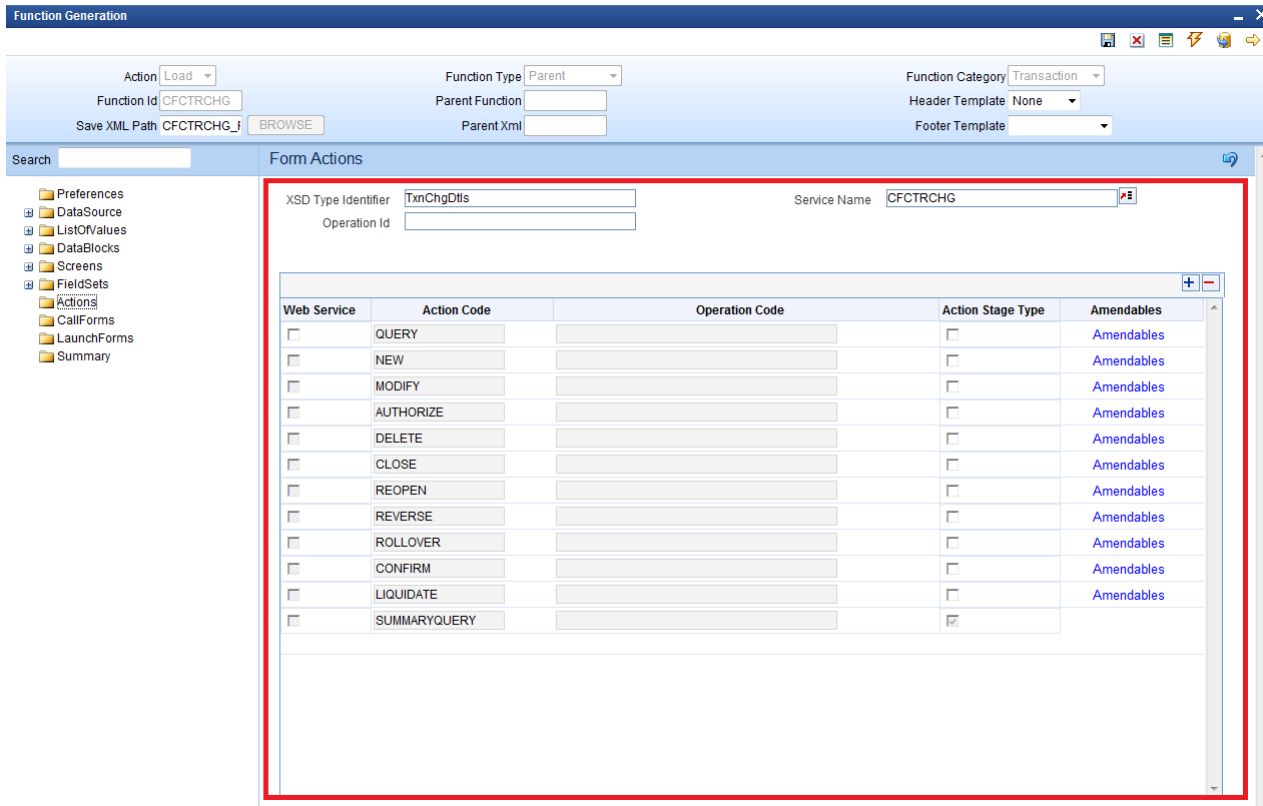 Function Generation
Action Load Function Type Parent Function Category Transaction
Function Id CFCTRCHG Parent Function Header Template None
Save XML Path CFCTRCHG_ BROWSE Parent Xml Footer Template
Search Form Actions
Preferences
DataSource
ListOfValues
DataBlocks
Screens
FieldSets
Actions
CallForms
LaunchForms
Summary
XSD Type Identifier TxnChgDtls Service Name CFCTRCHG
Operation Id
Web Service Action Code Operation Code Action Stage Type Amendables
QUERY Amendables
NEW Amendables
MODIFY Amendables
AUTHORIZE Amendables
DELETE Amendables
CLOSE Amendables
REOPEN Amendables
REVERSE Amendables
ROLLOVER Amendables
CONFIRM Amendables
LIQUIDATE Amendables
SUMMARYQUERY